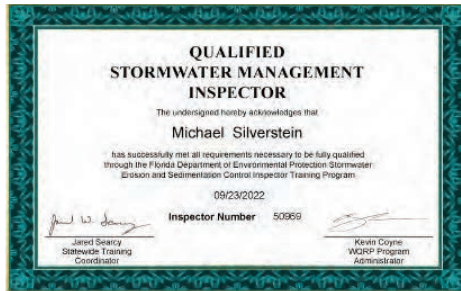 QUALIFIED
STORMWATER MANAGEMENT
INSPECTOR
The undersigned hereby acknowledges that
Michael Silverstein
has successfully met all requirements necessary to be fully qualified
through the Florida Department of Environmental Protection Stormwater
Erosion and Sedimentation Control Inspector Training Program
09/23/2022
Inspector Number 50969
Jared Searcy
Statewide Training
Coordinator
Kevin Coyne
WQRP Program
Administrator